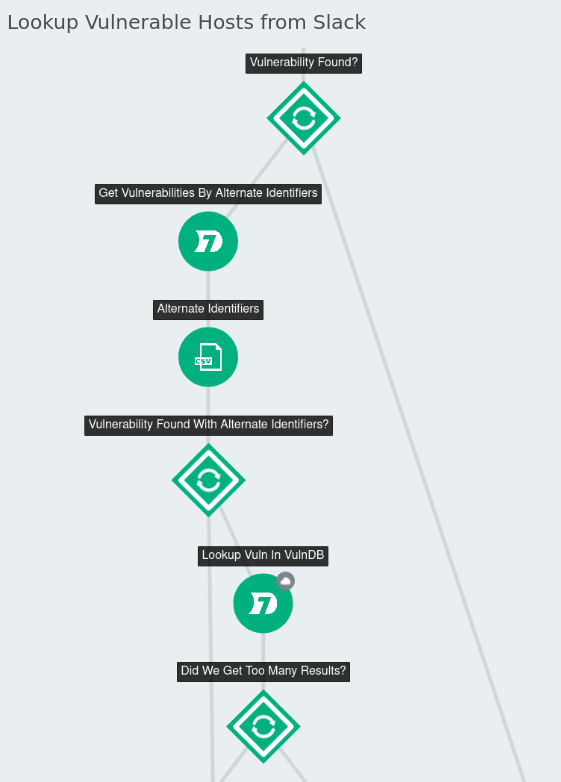 Lookup Vulnerable Hosts from Slack
Vulnerability Found?
Get Vulnerabilities By Alternate Identifiers
Alternate Identifiers
CSV
Vulnerability Found With Alternate Identifiers?
Lookup Vuln In VulnDB
Did We Get Too Many Results?